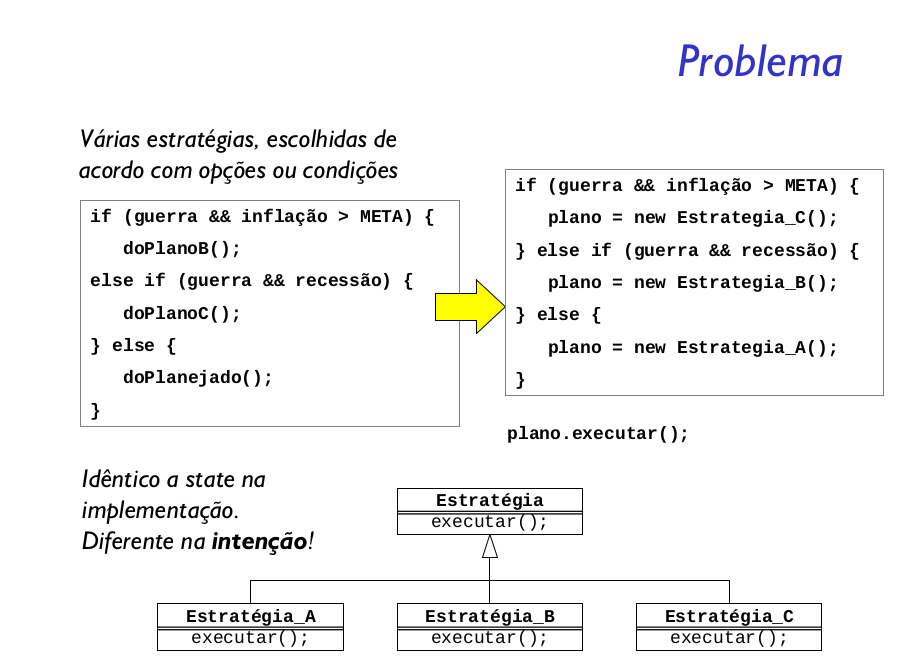 Problema
Várias estratégias, escolhidas de
acordo com opções ou condições
if (guerra && inflação > META) {
doPlanoB();
else if (guerra && recessão) {
doPlanoC();
} else {
doPlanejado();
}
if (guerra && inflação > META) {
plano = new Estrategia_C();
} else if (guerra && recessão) {
plano = new Estrategia_B();
} else {
plano = new Estrategia_A();
}
plano.executar();
Idêntico a state na
implementação.
Diferente na intenção!
Estratégia
executar();
Estratégia_A
executar();
Estratégia_B
executar();
Estratégia_C
executar();